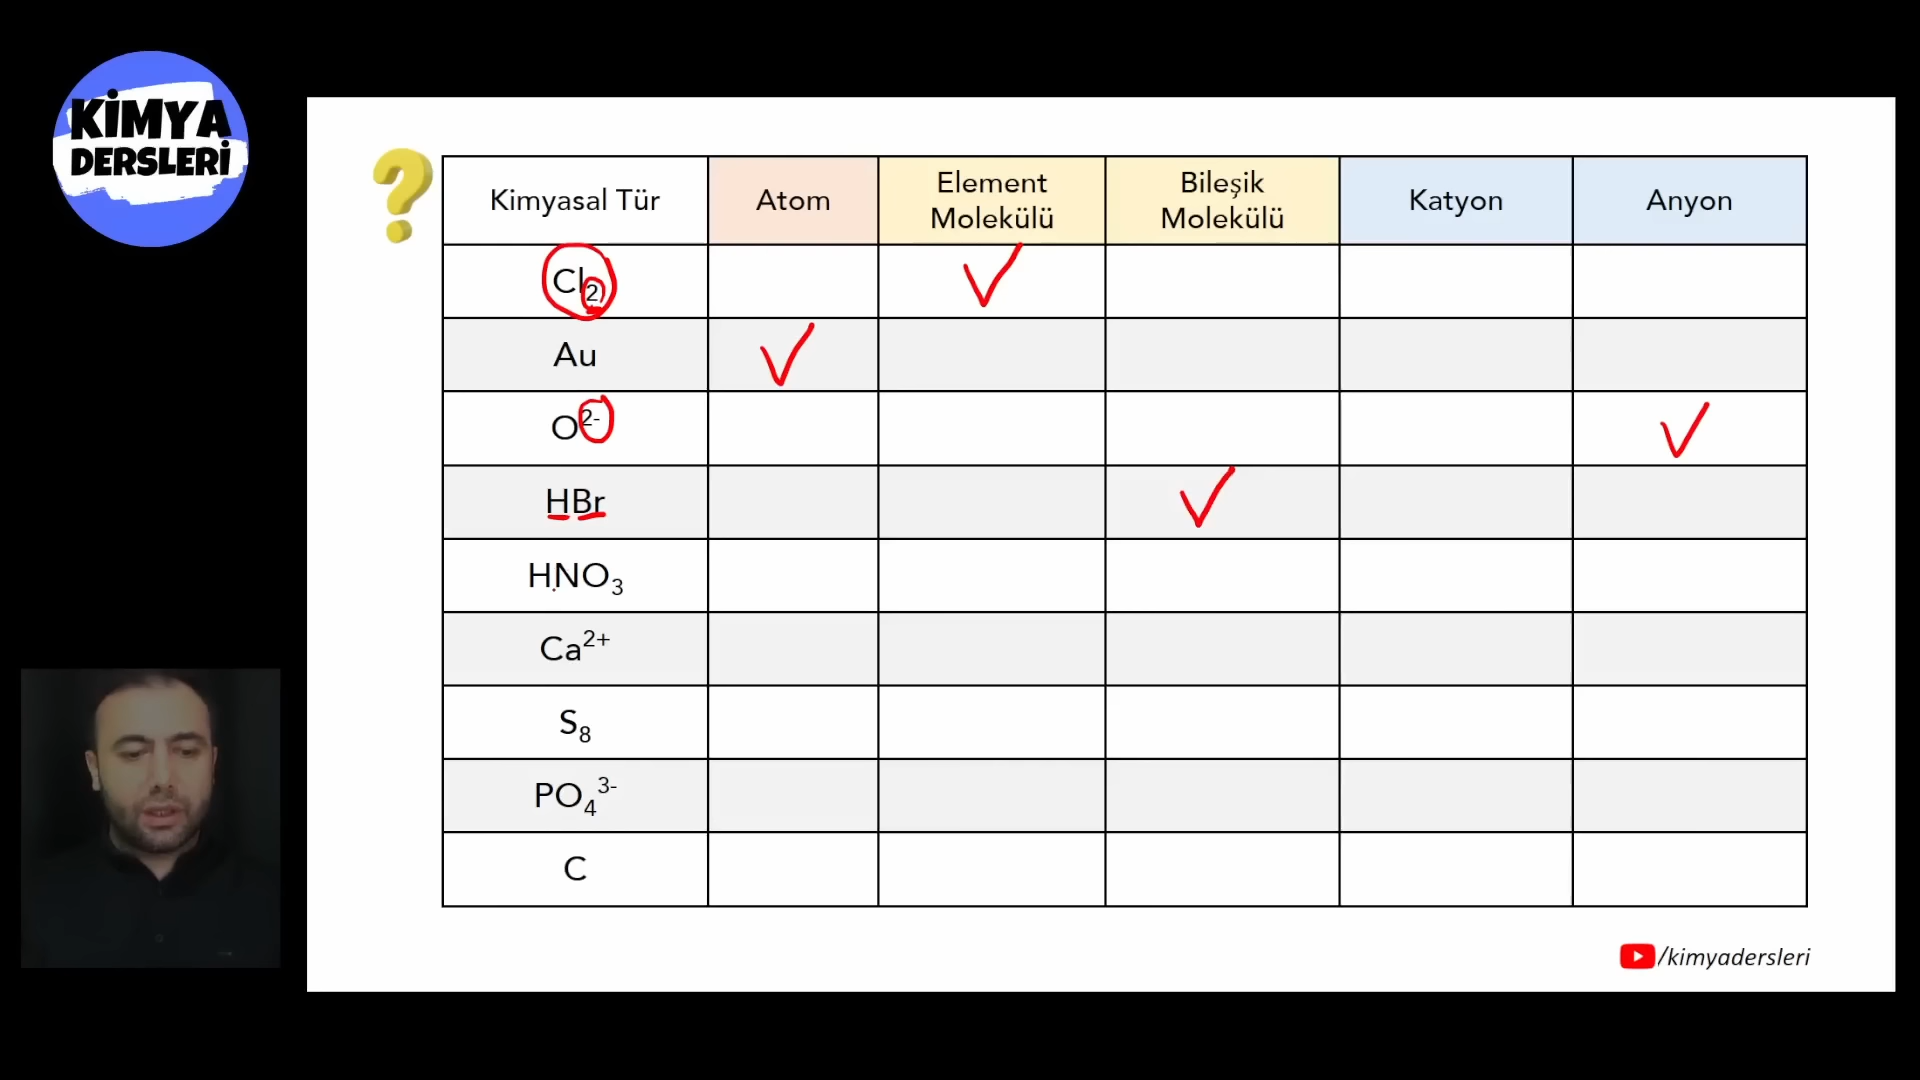 KİMYA
DERSLERİ
?
Kimyasal Tür Atom Element Molekülü Bileşik Molekülü Katyon Anyon
Cl₂ ✓
Au ✓
O²⁻ ✓
HBr ✓
HNO₃
Ca²⁺
S₈
PO₄³⁻
C
/kimyadersleri